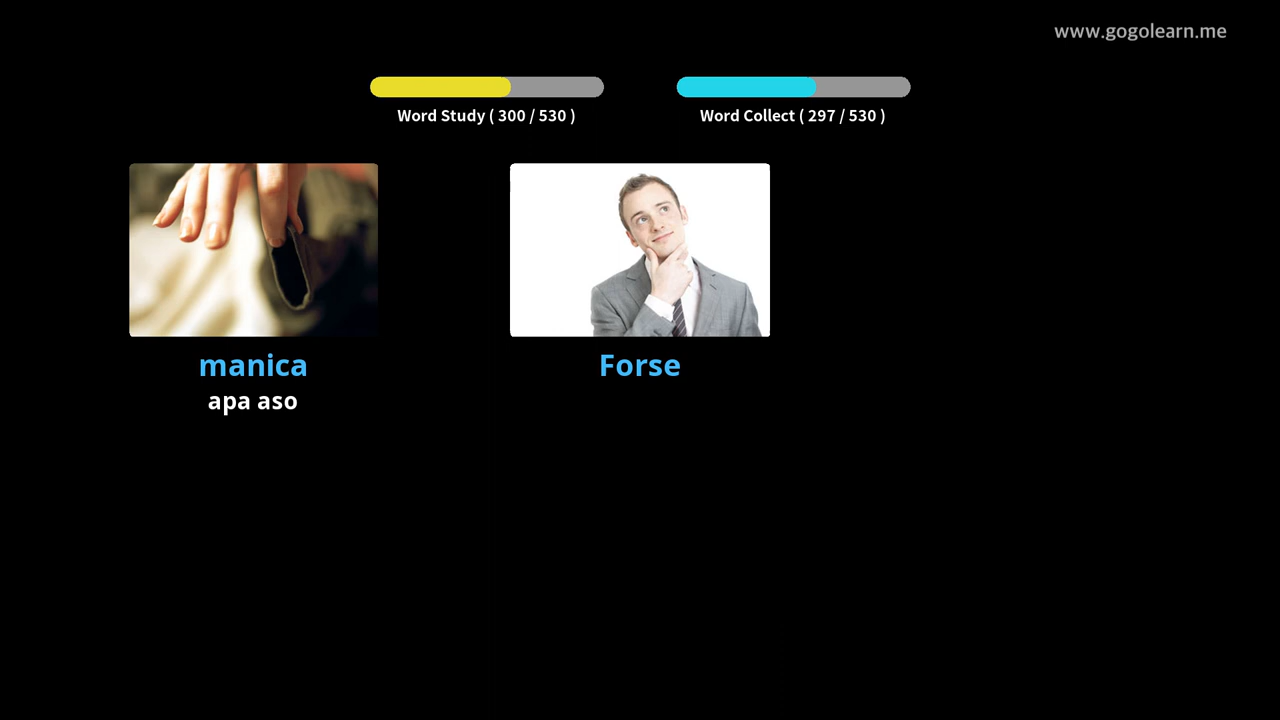 www.gogolearn.me
Word Study ( 300 / 530 )
Word Collect ( 297 / 530 )
manica
apa aso
Forse